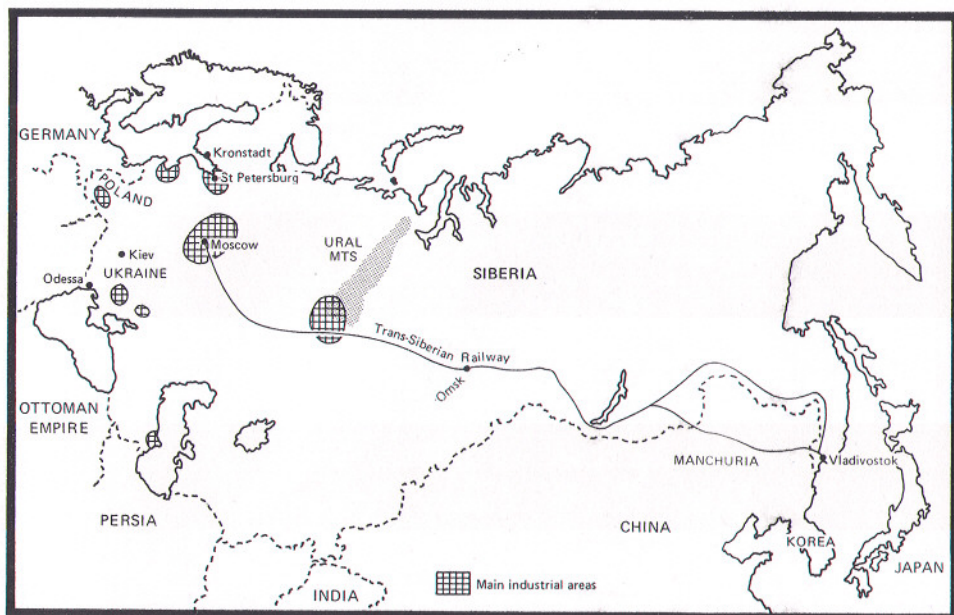 GERMANY
Kronstadt
St Petersburg
POLAND
Moscow
URAL
MTS
SIBERIA
Kiev
UKRAINE
Odessa
Trans-Siberian Railway
Omsk
OTTOMAN
EMPIRE
MANCHURIA
Vladivostok
PERSIA
CHINA
KOREA
JAPAN
INDIA
Main industrial areas